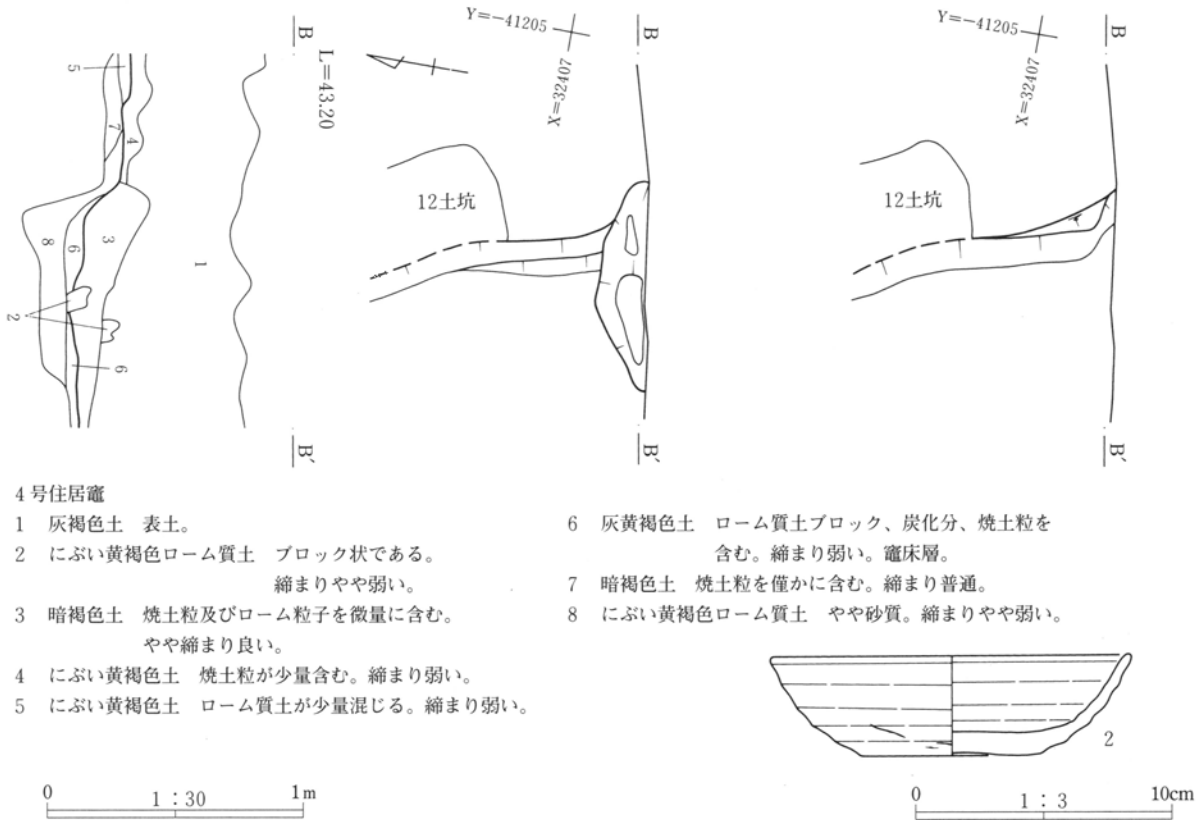 B
L=43.20
5
7
4
8
6
3
1
2
6
B´
Y=−41205
X=32407
B
12土坑
B´
Y=−41205
X=32407
B
12土坑
B´
4号住居竈
1 灰褐色土 表土。
2 にぶい黄褐色ローム質土 ブロック状である。
締まりやや弱い。
3 暗褐色土 焼土粒及びローム粒子を微量に含む。
やや締まり良い。
4 にぶい黄褐色土 焼土粒が少量含む。締まり弱い。
5 にぶい黄褐色土 ローム質土が少量混じる。締まり弱い。
6 灰黄褐色土 ローム質土ブロック、炭化分、焼土粒を
含む。締まり弱い。竈床層。
7 暗褐色土 焼土粒を僅かに含む。締まり普通。
8 にぶい黄褐色ローム質土 やや砂質。締まりやや弱い。
2
0 1:30 1m
0 1:3 10cm